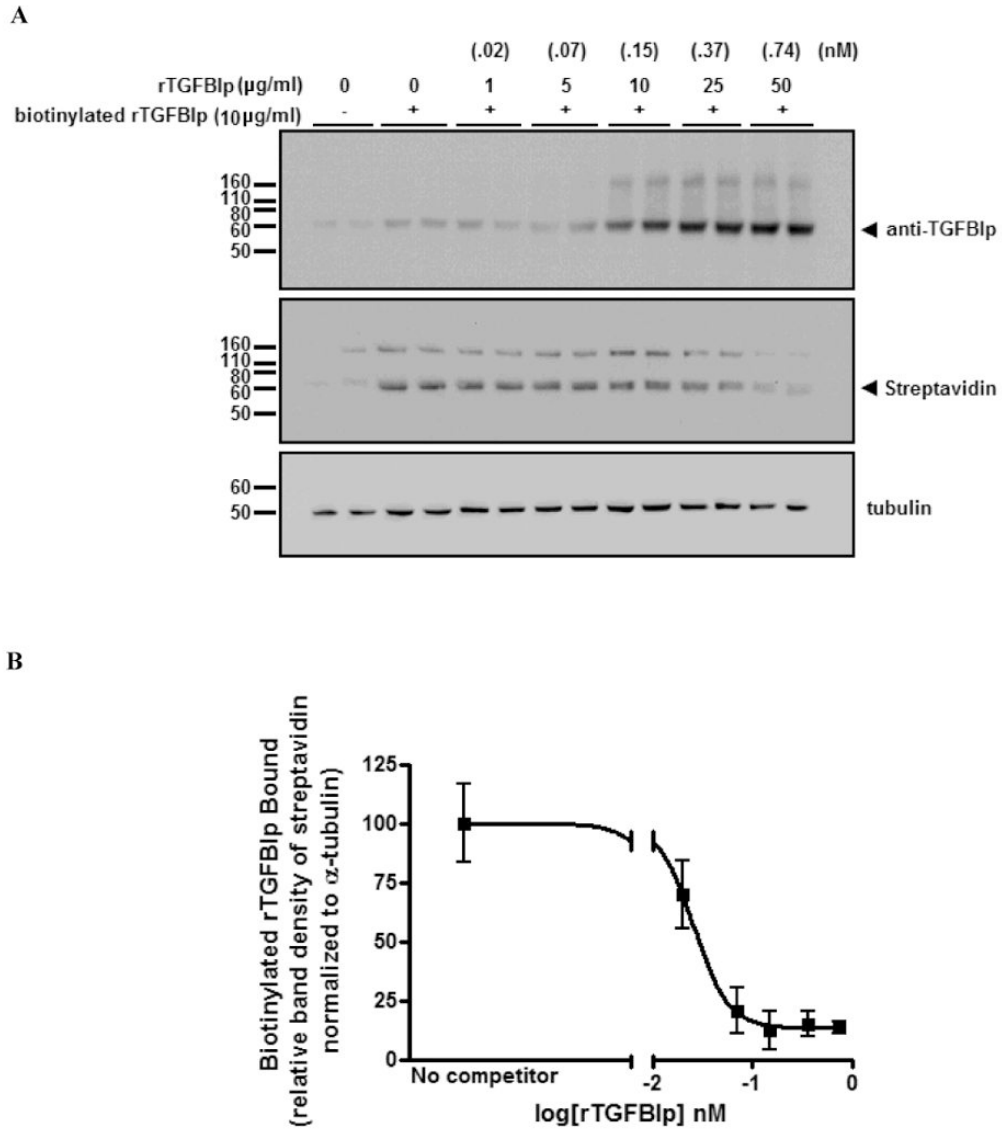 A
(.02) (.07) (.15) (.37) (.74) (nM)
rTGFBIp (µg/ml) 0 0 1 5 10 25 50
biotinylated rTGFBIp (10µg/ml) - + + + + + +
160
110
80
60
50
anti-TGFBIp
160
110
80
60
50
Streptavidin
60
50
tubulin
B
Biotinylated rTGFBIp Bound
(relative band density of streptavidin
normalized to α-tubulin)
125
100
75
50
25
0
No competitor
-2 -1 0
log[rTGFBIp] nM